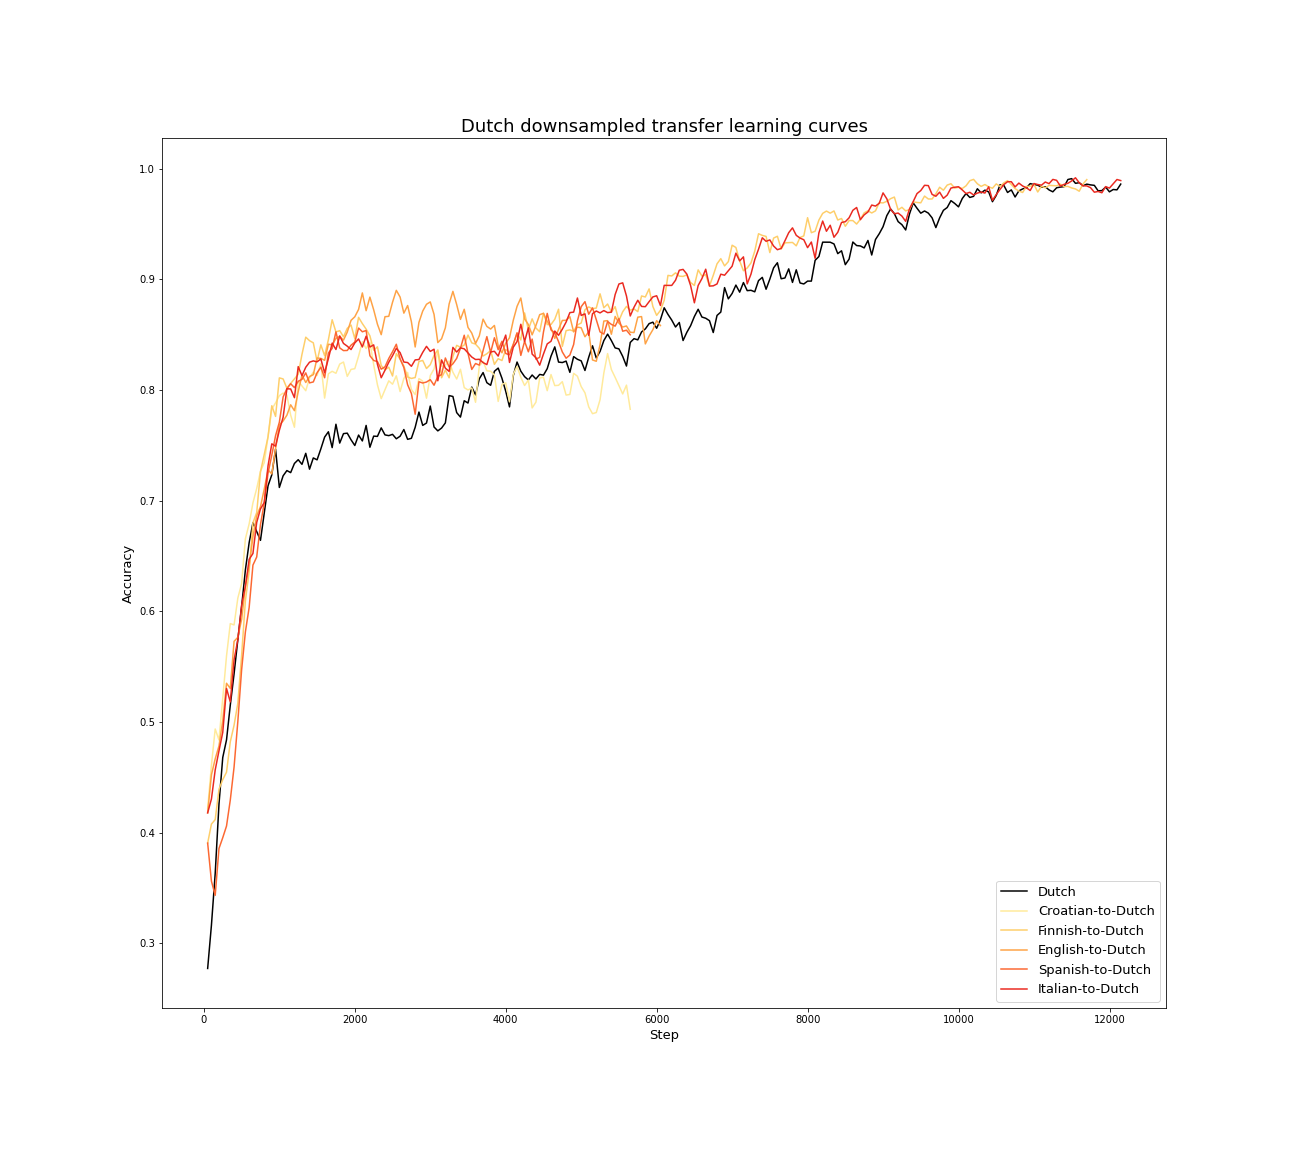 Dutch downsampled transfer learning curves
1.0
0.9
0.8
0.7
0.6
0.5
0.4
0.3
Accuracy
0
2000
4000
6000
8000
10000
12000
Step
Dutch
Croatian-to-Dutch
Finnish-to-Dutch
English-to-Dutch
Spanish-to-Dutch
Italian-to-Dutch